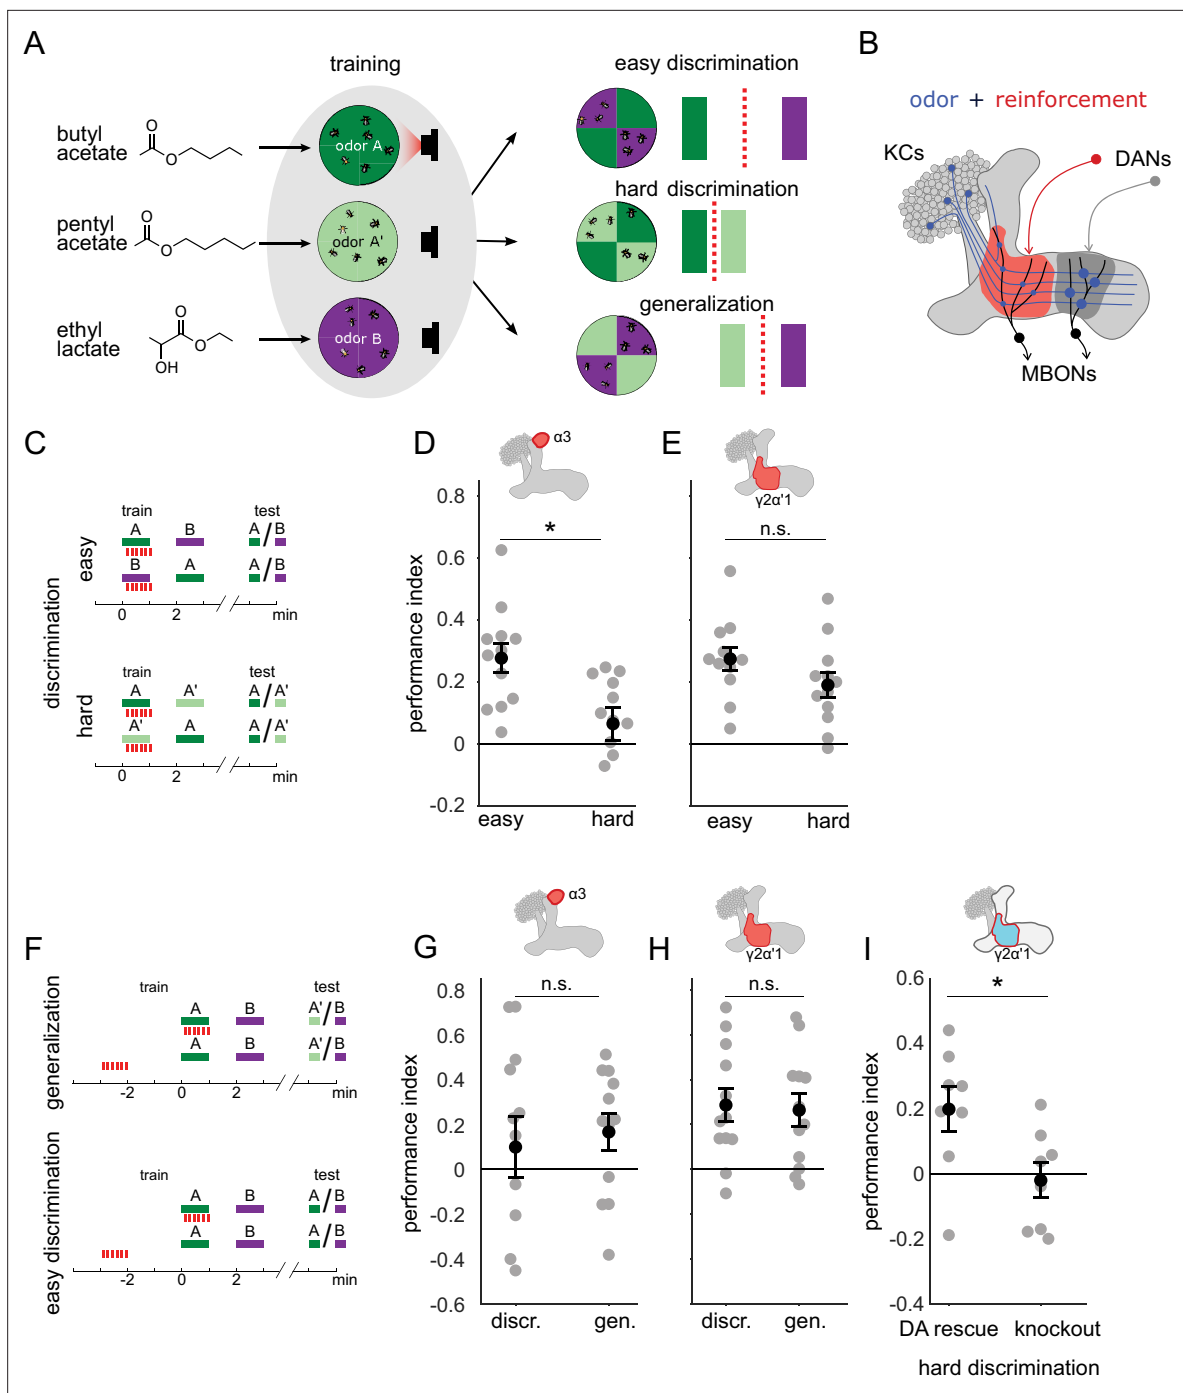 A
training
butyl
acetate
O
O
odor A
pentyl
acetate
O
O
odor A'
ethyl
lactate
O
O
OH
odor B
easy discrimination
hard discrimination
generalization
B
odor + reinforcement
KCs
DANs
MBONs
C
discrimination
easy
train
test
A
B
A / B
B
A
A / B
0
2
min
hard
train
test
A
A'
A / A'
A'
A
A / A'
0
2
min
D
α3
performance index
0.8
0.6
0.4
0.2
0
-0.2
*
easy
hard
E
γ2α'1
n.s.
easy
hard
F
generalization
train
test
A
B
A' / B
A
B
A' / B
-2
0
2
min
easy discrimination
train
test
A
B
A / B
A
B
A / B
-2
0
2
min
G
α3
performance index
0.8
0.4
0.2
0
-0.2
-0.4
-0.6
n.s.
discr.
gen.
H
γ2α'1
performance index
n.s.
discr.
gen.
I
γ2α'1
performance index
0.6
0.4
0.2
0
-0.2
-0.4
*
DA rescue
knockout
hard discrimination